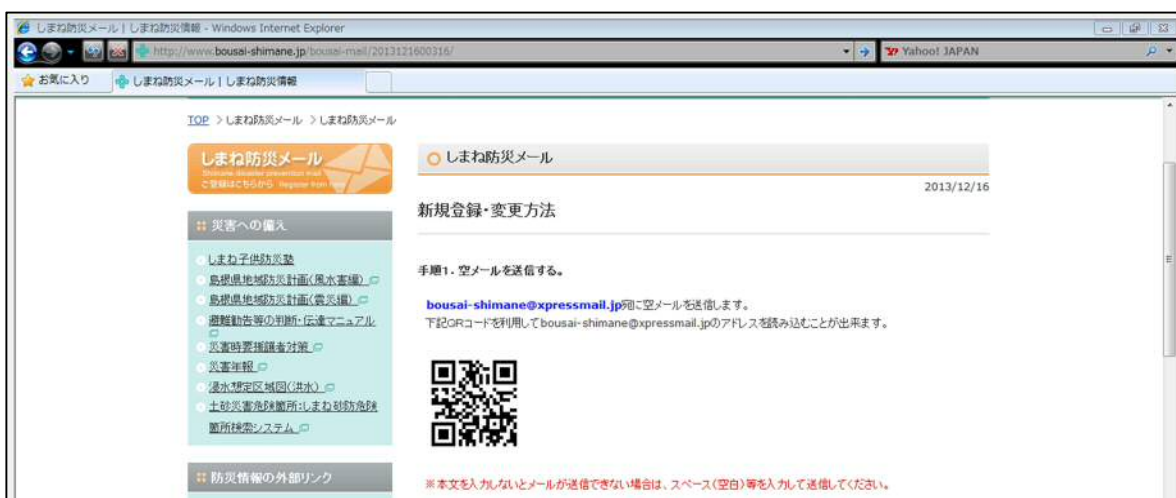 しまね防災メール | しまね防災情報 - Windows Internet Explorer
http://www.bousai-shimane.jp/bousai-mail/2013121600316/
Yahoo! JAPAN
お気に入り
しまね防災メール | しまね防災情報
TOP > しまね防災メール > しまね防災メール
しまね防災メール
Shimane disaster prevention mail
ご登録はこちらから Register from here
しまね防災メール
2013/12/16
新規登録・変更方法
災害への備え
しまね子供防災塾
島根県地域防災計画(風水害編)
島根県地域防災計画(震災編)
避難勧告等の判断・伝達マニュアル
災害時要援護者対策
災害年報
浸水想定区域図(洪水)
土砂災害危険箇所:しまね砂防危険
箇所検索システム
防災情報の外部リンク
手順1. 空メールを送信する。
bousai-shimane@xpressmail.jp宛に空メールを送信します。
下記QRコードを利用してbousai-shimane@xpressmail.jpのアドレスを読み込むことが出来ます。
※本文を入力しないとメールが送信できない場合は、スペース(空白)等を入力して送信してください。